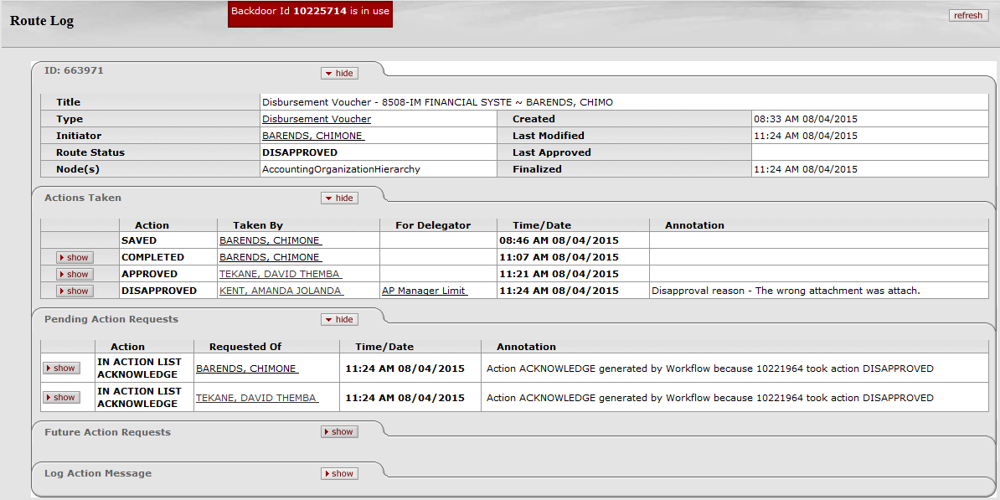 Route Log
Backdoor Id 10225714 is in use
refresh
ID: 663971
hide
Title Disbursement Voucher - 8508-IM FINANCIAL SYSTE ~ BARENDS, CHIMO
Type Disbursement Voucher Created 08:33 AM 08/04/2015
Initiator BARENDS, CHIMONE Last Modified 11:24 AM 08/04/2015
Route Status DISAPPROVED Last Approved
Node(s) AccountingOrganizationHierarchy Finalized 11:24 AM 08/04/2015
Actions Taken hide
Action Taken By For Delegator Time/Date Annotation
SAVED BARENDS, CHIMONE 08:46 AM 08/04/2015
show COMPLETED BARENDS, CHIMONE 11:07 AM 08/04/2015
show APPROVED TEKANE, DAVID THEMBA 11:21 AM 08/04/2015
show DISAPPROVED KENT, AMANDA JOLANDA AP Manager Limit 11:24 AM 08/04/2015 Disapproval reason - The wrong attachment was attach.
Pending Action Requests hide
Action Requested Of Time/Date Annotation
show IN ACTION LIST
ACKNOWLEDGE BARENDS, CHIMONE 11:24 AM 08/04/2015 Action ACKNOWLEDGE generated by Workflow because 10221964 took action DISAPPROVED
show IN ACTION LIST
ACKNOWLEDGE TEKANE, DAVID THEMBA 11:24 AM 08/04/2015 Action ACKNOWLEDGE generated by Workflow because 10221964 took action DISAPPROVED
Future Action Requests show
Log Action Message show